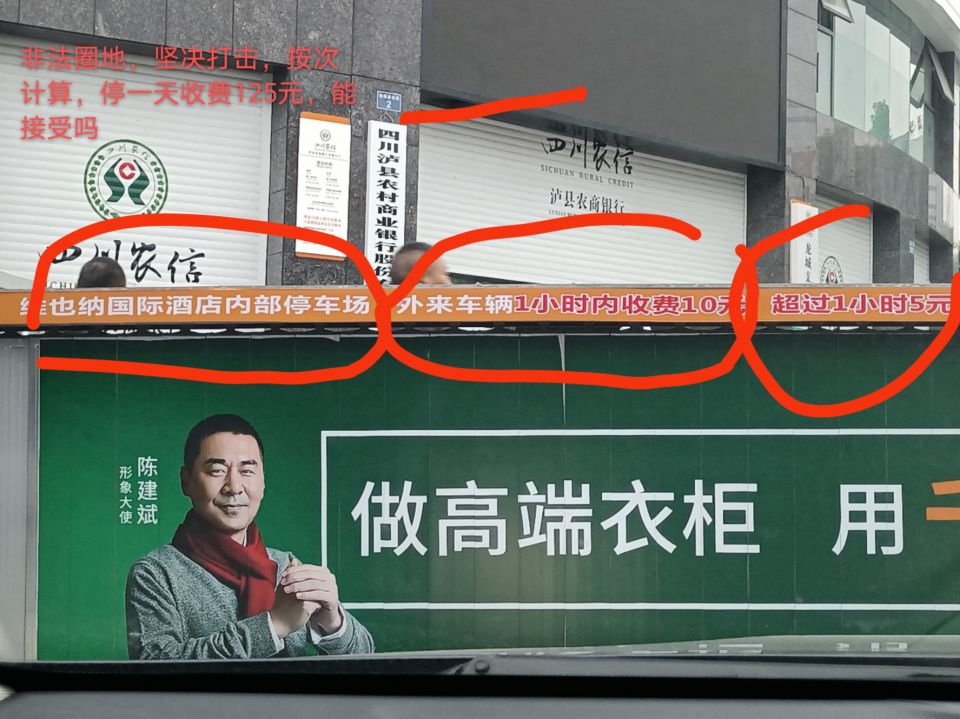 非法圈地，坚决打击，按次
计算，停一天收费125元，能
接受吗
2
四川农信
四川泸县农村商业银行股份
四川农信
SICHUAN RURAL CREDIT
泸县农商银行
四川农信
龙城支
维也纳国际酒店内部停车场 外来车辆1小时内收费10元 超过1小时5元
陈建斌
形象大使
做高端衣柜 用